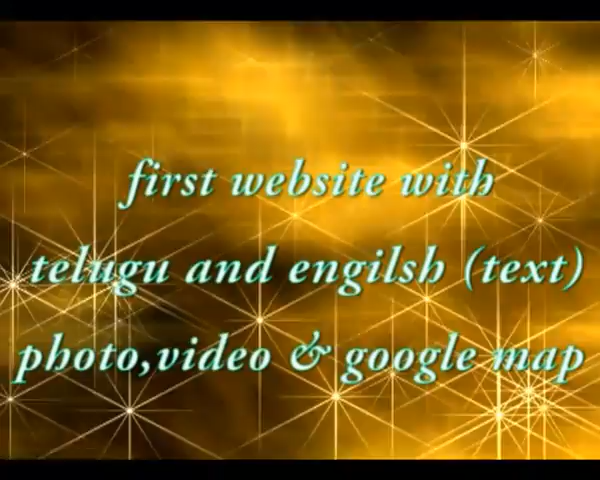 first website with
telugu and engilsh (text)
photo,video & google map